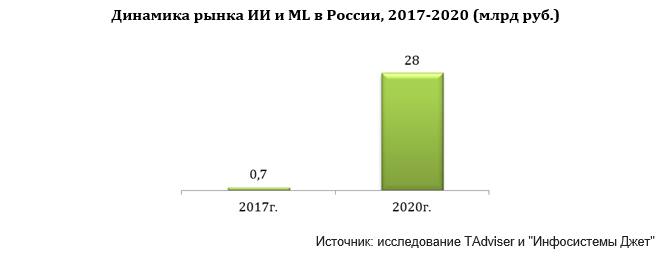 Динамика рынка ИИ и ML в России, 2017-2020 (млрд руб.)
28
0,7
2017г.
2020г.
Источник: исследование TAdviser и "Инфосистемы Джет"